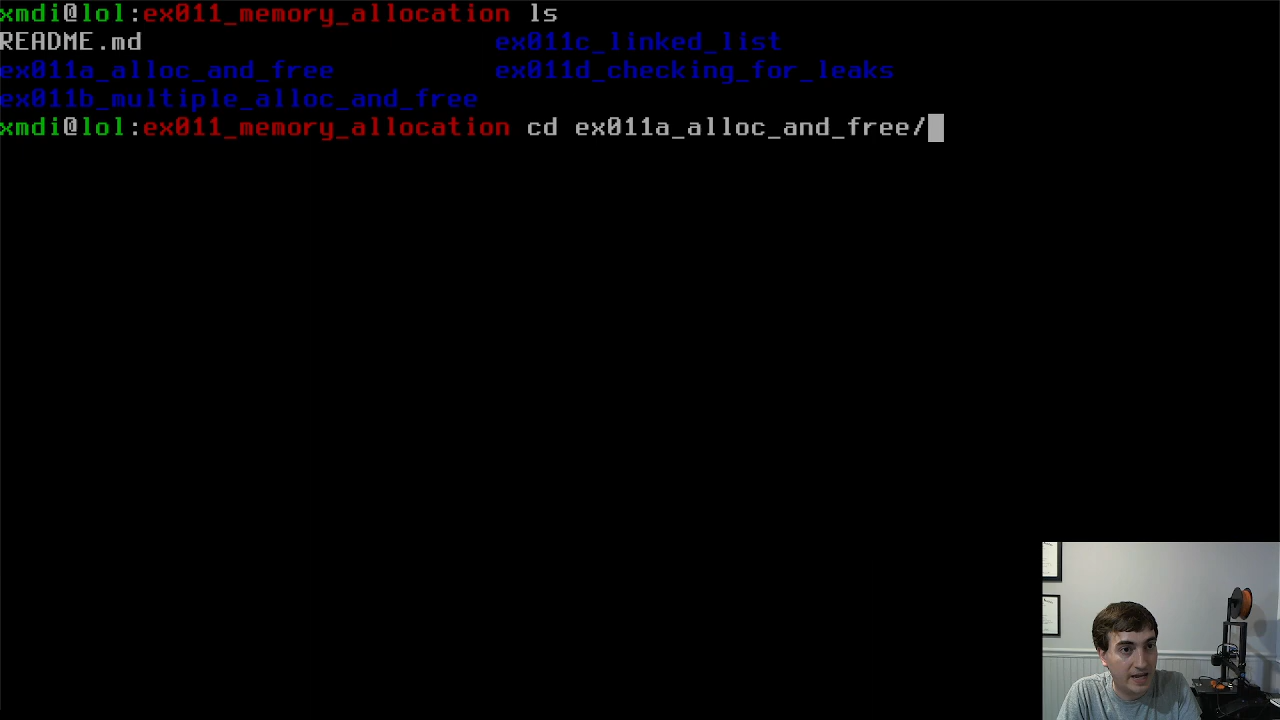 xmdi@lol:ex011_memory_allocation ls
README.md ex011c_linked_list
ex011a_alloc_and_free ex011d_checking_for_leaks
ex011b_multiple_alloc_and_free
xmdi@lol:ex011_memory_allocation cd ex011a_alloc_and_free/